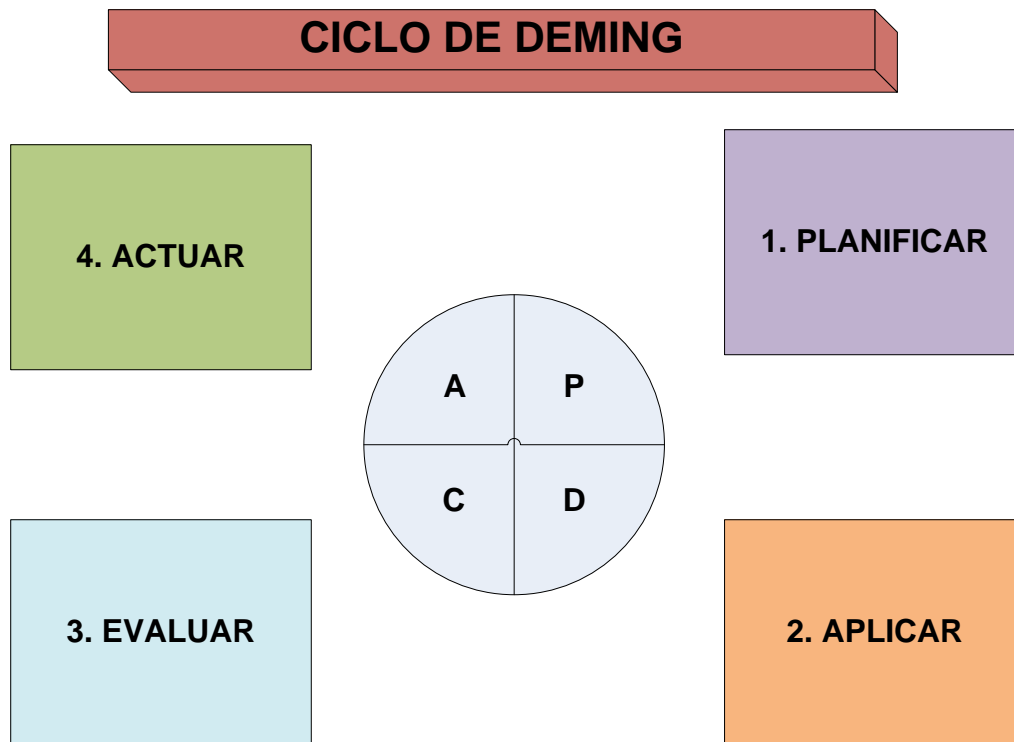 CICLO DE DEMING
4. ACTUAR
1. PLANIFICAR
A
P
C
D
3. EVALUAR
2. APLICAR